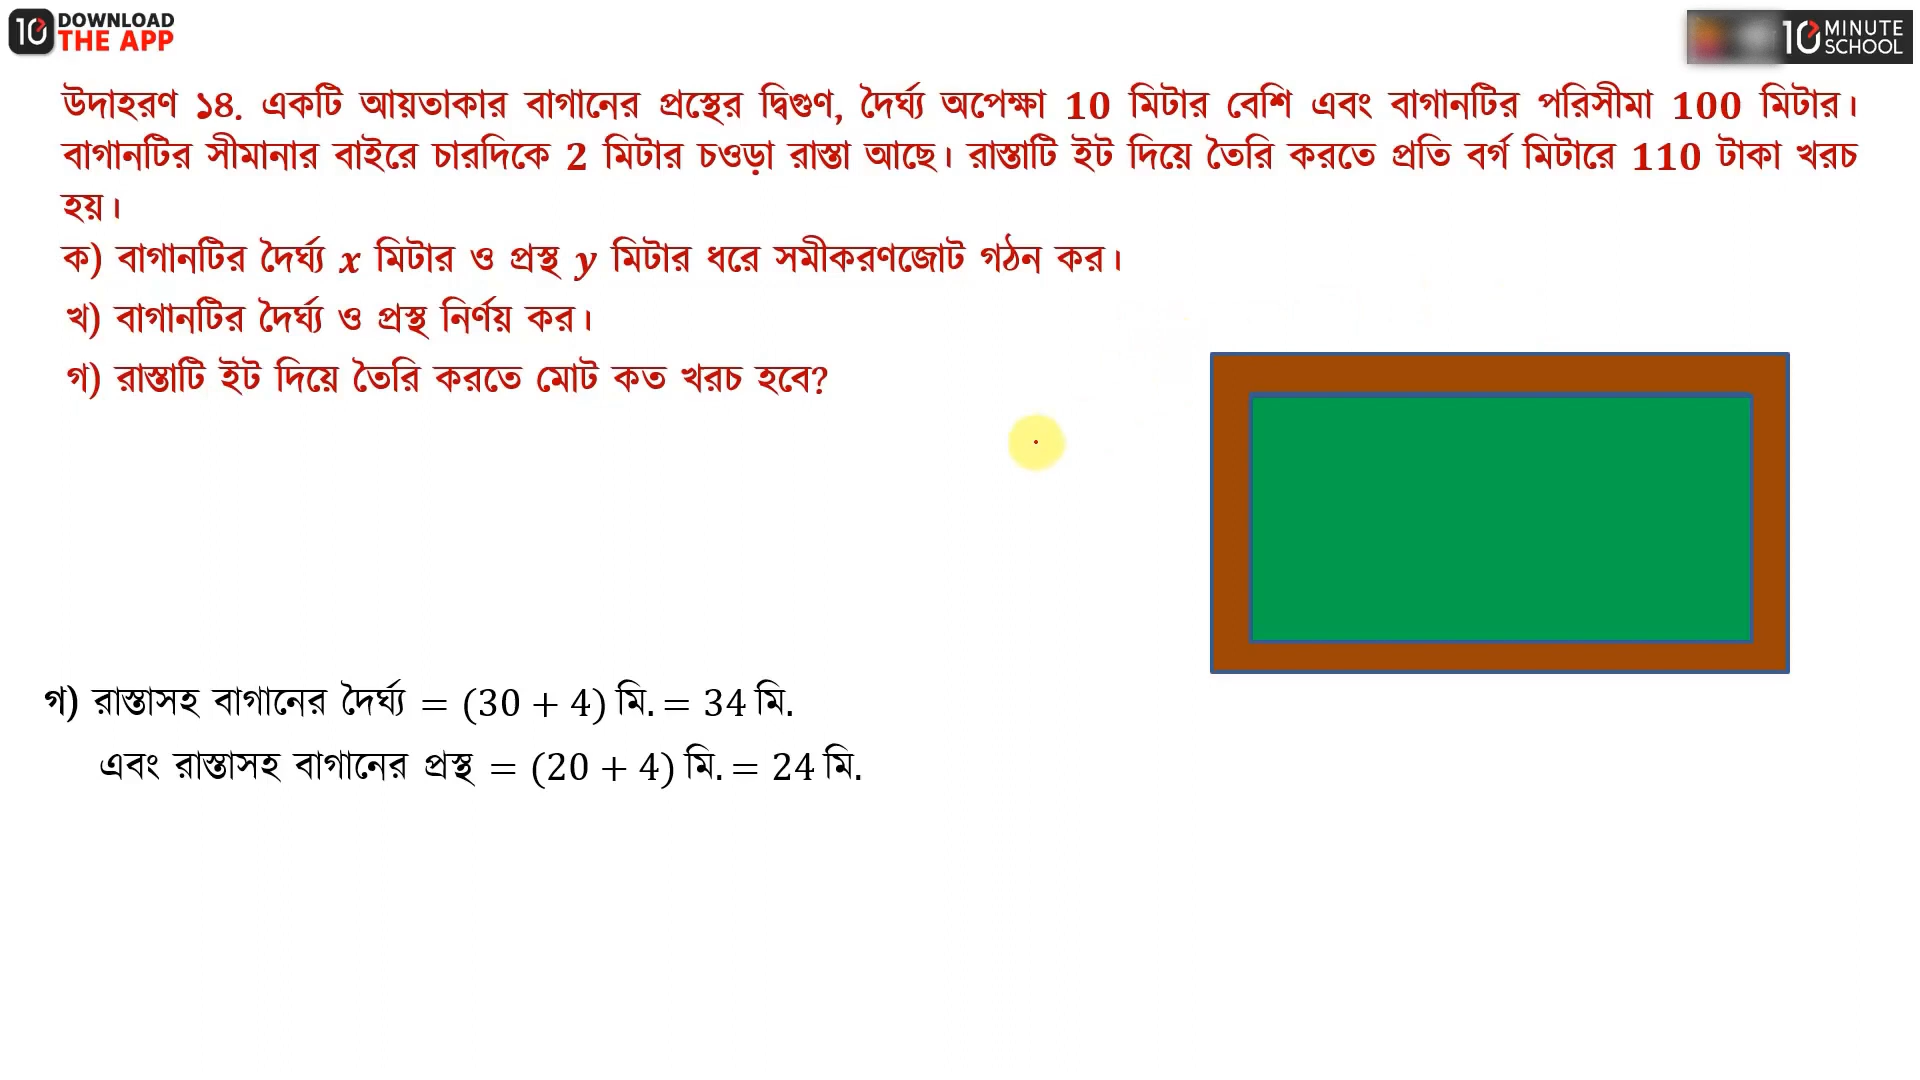 10 DOWNLOAD
THE APP
10 MINUTE
SCHOOL
উদাহরণ ১৪. একটি আয়তাকার বাগানের প্রস্থের দ্বিগুণ, দৈর্ঘ্য অপেক্ষা 10 মিটার বেশি এবং বাগানটির পরিসীমা 100 মিটার।
বাগানটির সীমানার বাইরে চারদিকে 2 মিটার চওড়া রাস্তা আছে। রাস্তাটি ইট দিয়ে তৈরি করতে প্রতি বর্গ মিটারে 110 টাকা খরচ
হয়।
ক) বাগানটির দৈর্ঘ্য x মিটার ও প্রস্থ y মিটার ধরে সমীকরণজোট গঠন কর।
খ) বাগানটির দৈর্ঘ্য ও প্রস্থ নির্ণয় কর।
গ) রাস্তাটি ইট দিয়ে তৈরি করতে মোট কত খরচ হবে?
গ) রাস্তাসহ বাগানের দৈর্ঘ্য = (30 + 4) মি. = 34 মি.
এবং রাস্তাসহ বাগানের প্রস্থ = (20 + 4) মি. = 24 মি.